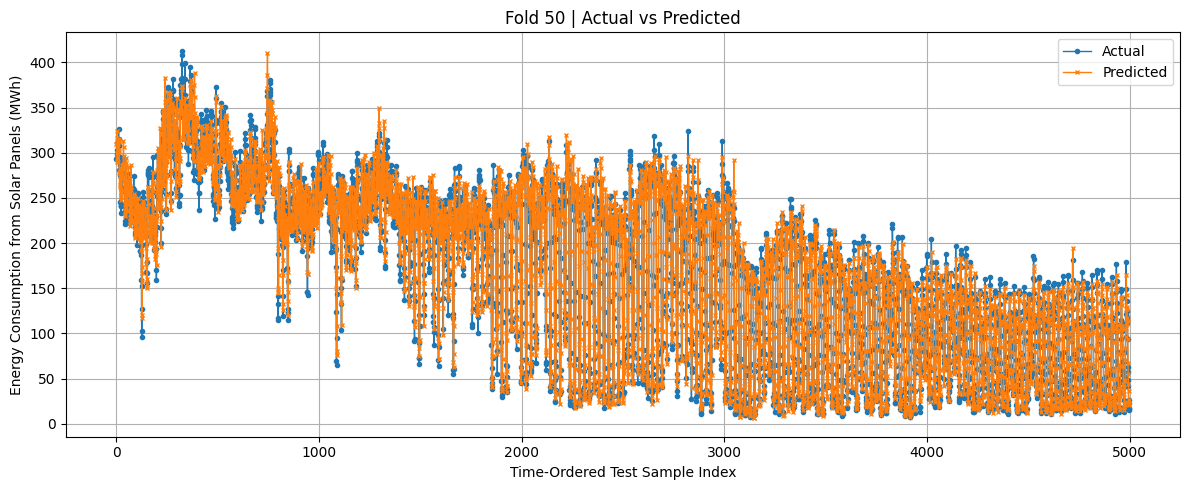 Fold 50 | Actual vs Predicted
Energy Consumption from Solar Panels (MWh)
400
350
300
250
200
150
100
50
0
0 1000 2000 3000 4000 5000
Time-Ordered Test Sample Index
Actual
Predicted